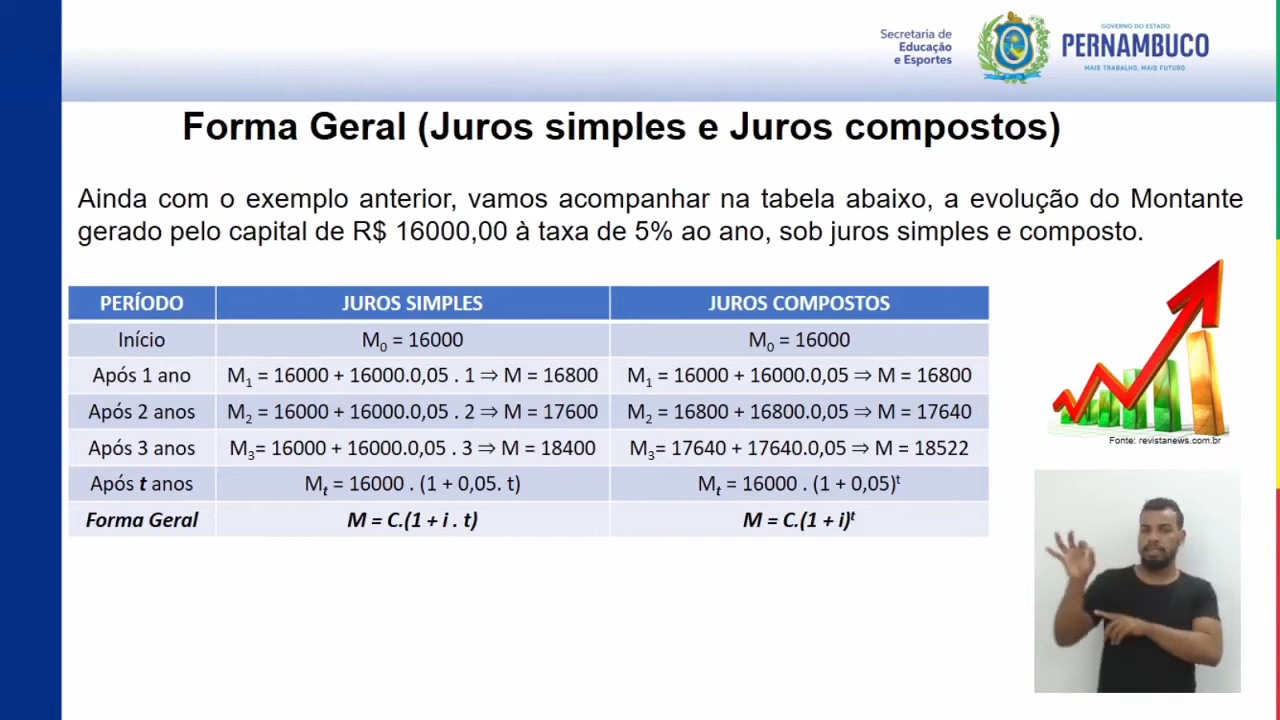 Secretaria de
Educação
e Esportes
GOVERNO DO ESTADO
PERNAMBUCO
MAIS TRABALHO, MAIS FUTURO.
Forma Geral (Juros simples e Juros compostos)
Ainda com o exemplo anterior, vamos acompanhar na tabela abaixo, a evolução do Montante
gerado pelo capital de R$ 16000,00 à taxa de 5% ao ano, sob juros simples e composto.
PERÍODO JUROS SIMPLES JUROS COMPOSTOS
Início M₀ = 16000 M₀ = 16000
Após 1 ano M₁ = 16000 + 16000.0,05 . 1 ⇒ M = 16800 M₁ = 16000 + 16000.0,05 ⇒ M = 16800
Após 2 anos M₂ = 16000 + 16000.0,05 . 2 ⇒ M = 17600 M₂ = 16800 + 16800.0,05 ⇒ M = 17640
Após 3 anos M₃= 16000 + 16000.0,05 . 3 ⇒ M = 18400 M₃= 17640 + 17640.0,05 ⇒ M = 18522
Após t anos Mₜ = 16000 . (1 + 0,05. t) Mₜ = 16000 . (1 + 0,05)ᵗ
Forma Geral M = C.(1 + i . t) M = C.(1 + i)ᵗ
Fonte: revistanews.com.br